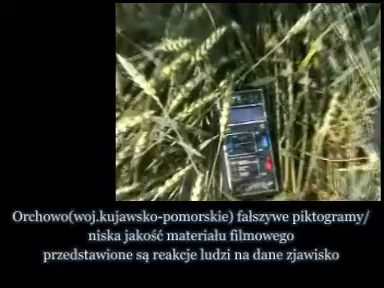 Orchowo(woj.kujawsko-pomorskie) fałszywe piktogramy/
niska jakość materiału filmowego
przedstawione są reakcje ludzi na dane zjawisko